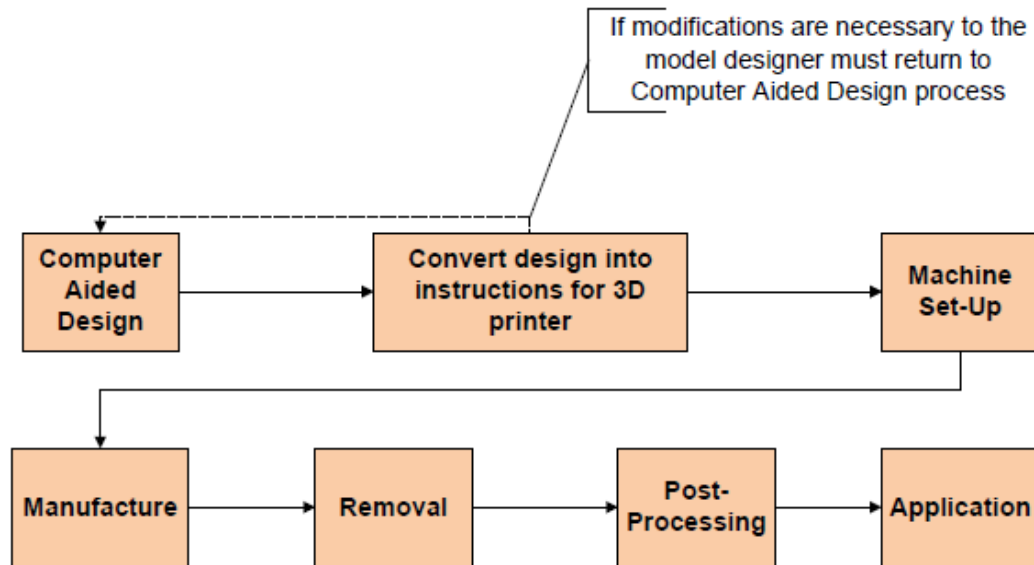 If modifications are necessary to the
model designer must return to
Computer Aided Design process
Computer
Aided
Design
Convert design into
instructions for 3D
printer
Machine
Set-Up
Manufacture
Removal
Post-
Processing
Application